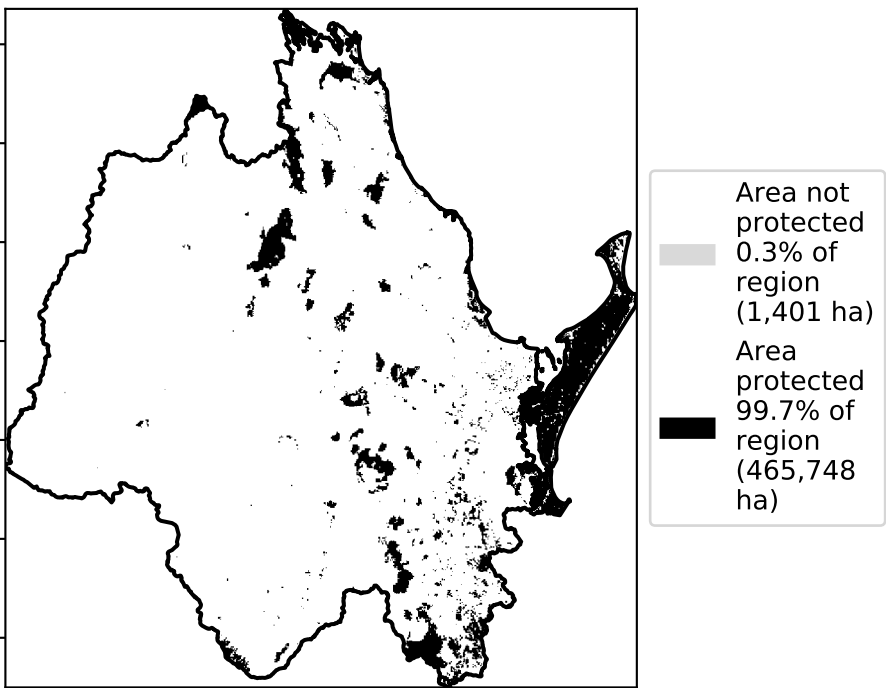 Area not
protected
0.3% of
region
(1,401 ha)
Area
protected
99.7% of
region
(465,748
ha)